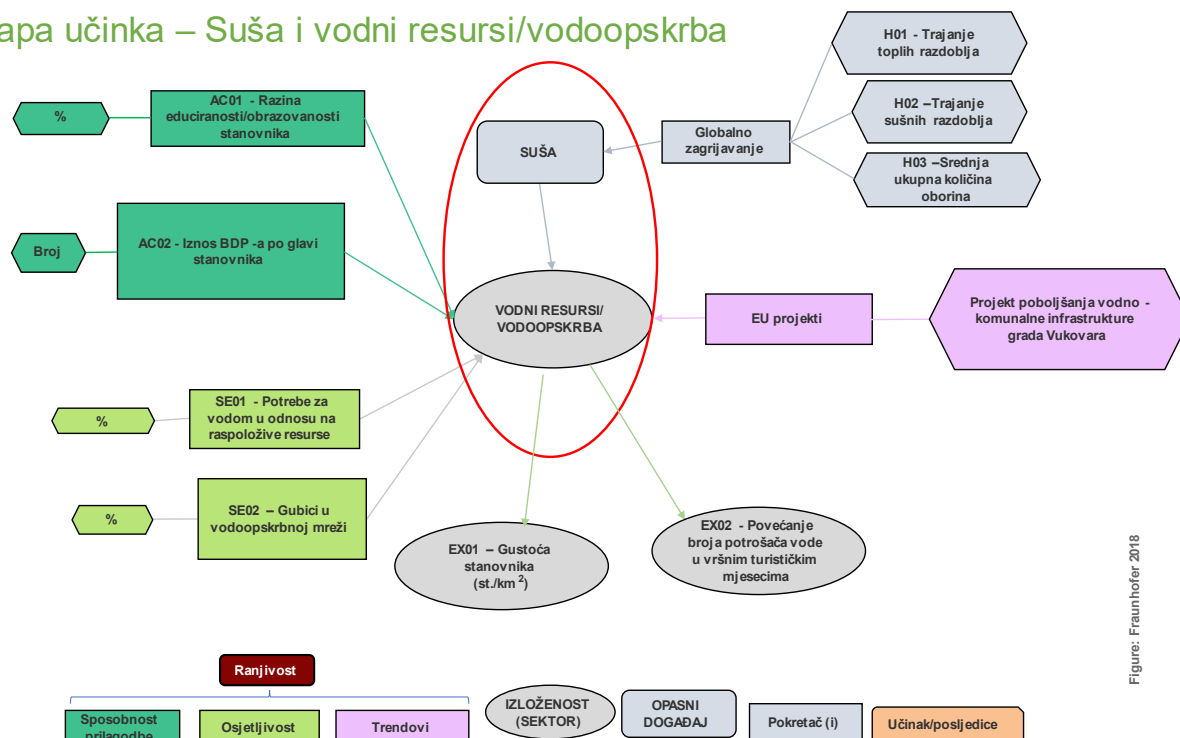 apa učinka – Suša i vodni resursi/vodoopskrba
H01 - Trajanje
toplih razdoblja
%
AC01 - Razina
educiranosti/obrazovanosti
stanovnika
SUŠA
Globalno
zagrijavanje
H02 –Trajanje
sušnih razdoblja
H03 –Srednja
ukupna količina
oborina
Broj
AC02 - Iznos BDP -a po glavi
stanovnika
VODNI RESURSI/
VODOOPSKRBA
EU projekti
Projekt poboljšanja vodno -
komunalne infrastrukture
grada Vukovara
%
SE01 - Potrebe za
vodom u odnosu na
raspoložive resurse
%
SE02 – Gubici u
vodoopskrbnoj mreži
EX01 – Gustoća
stanovnika
(st./km 2)
EX02 - Povećanje
broja potrošača vode
u vršnim turističkim
mjesecima
Figure: Fraunhofer 2018
Ranjivost
Sposobnost
prilagodbe
Osjetljivost
Trendovi
IZLOŽENOST
(SEKTOR)
OPASNI
DOGAĐAJ
Pokretač (i)
Učinak/posljedice